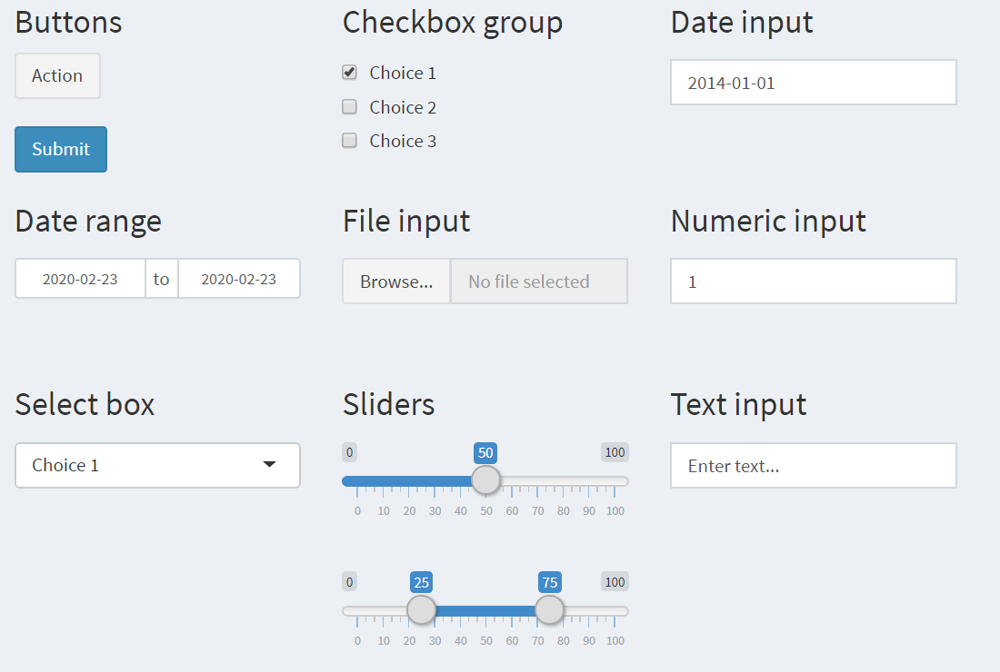 Buttons
Action
Submit
Checkbox group
Choice 1
Choice 2
Choice 3
Date input
2014-01-01
Date range
2020-02-23 to 2020-02-23
File input
Browse... No file selected
Numeric input
1
Select box
Choice 1
Sliders
0 50 100
0 10 20 30 40 50 60 70 80 90 100
0 25 75 100
0 10 20 30 40 50 60 70 80 90 100
Text input
Enter text...